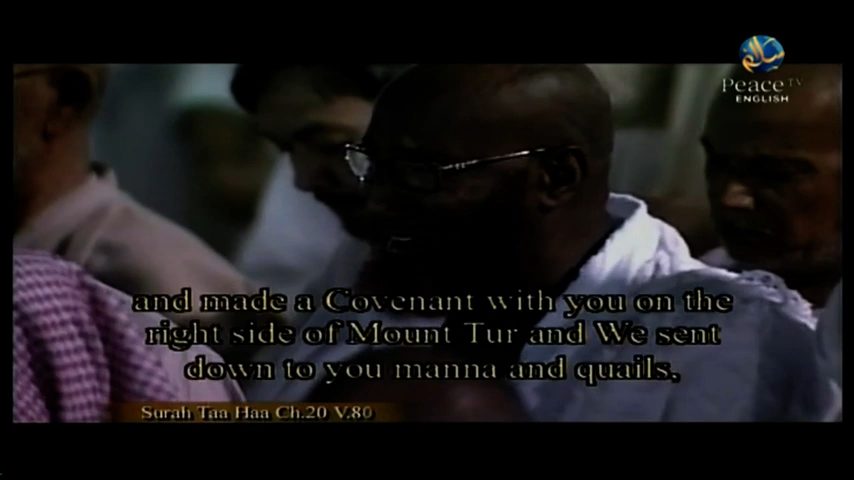 سلام
Peace TV
ENGLISH
and made a Covenant with you on the
right side of Mount Tur and We sent
down to you manna and quails.
Surah Taa Haa Ch.20 V.80